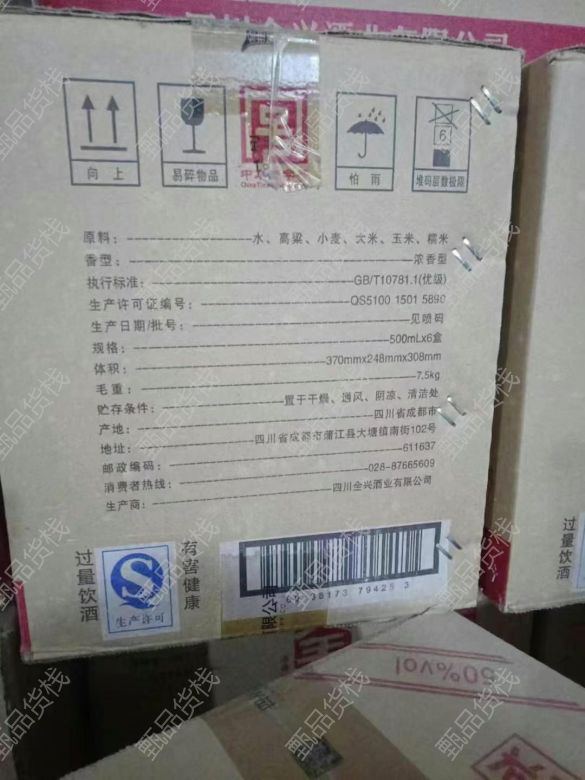 向上
易碎物品
怕雨
6
堆码层数极限
原料：水、高粱、小麦、大米、玉米、糯米
香型：浓香型
执行标准：GB/T10781.1(优级)
生产许可证编号：QS5100 1501 5890
生产日期/批号：见喷码
规格：500mLx6盒
体积：370mmx248mmx308mm
毛重：7.5kg
贮存条件：置于干燥、通风、阴凉、清洁处
产地：四川省成都市
地址：四川省成都市蒲江县大塘镇南街102号
邮政编码：611637
消费者热线：028-87665609
生产商：四川全兴酒业有限公司
过量饮酒
有害健康
生产许可
限公司
50%vol
甄品货栈